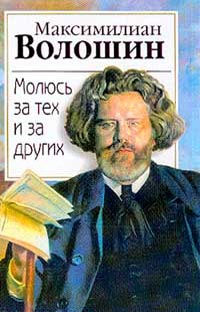 Максимилиан
Волошин
Молюсь
за тех и за
других